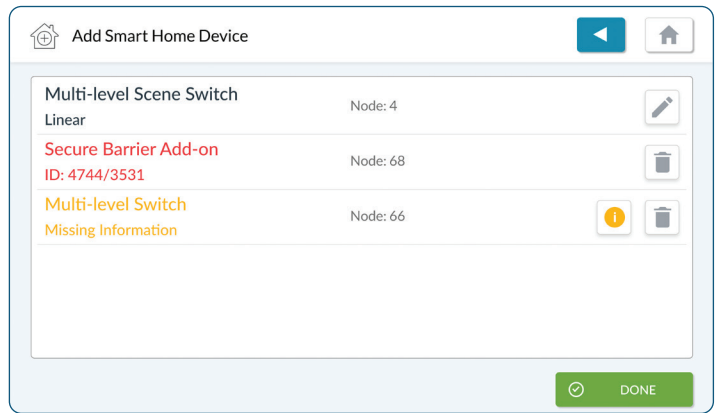 Add Smart Home Device
Multi-level Scene Switch
Linear
Node: 4
Secure Barrier Add-on
ID: 4744/3531
Node: 68
Multi-level Switch
Missing Information
Node: 66
DONE